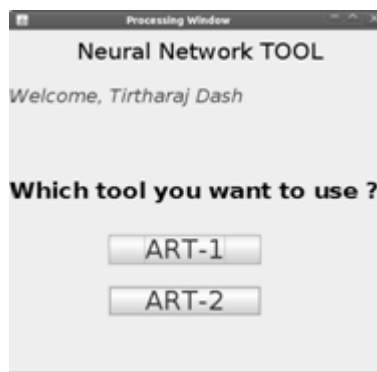 Processing Window
Neural Network TOOL
Welcome, Tirtharaj Dash
Which tool you want to use ?
ART-1
ART-2